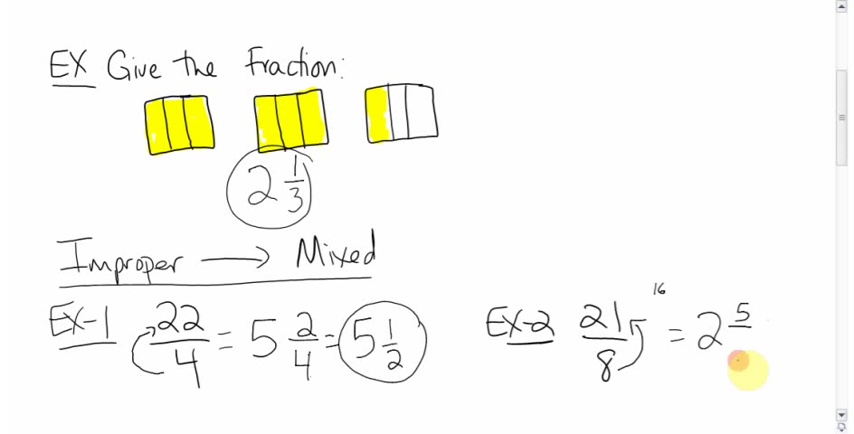 EX Give the Fraction:
2 1/3
Improper → Mixed
EX-1 22/4 = 5 2/4 = 5 1/2
16
EX-2 21/8 = 2 5/